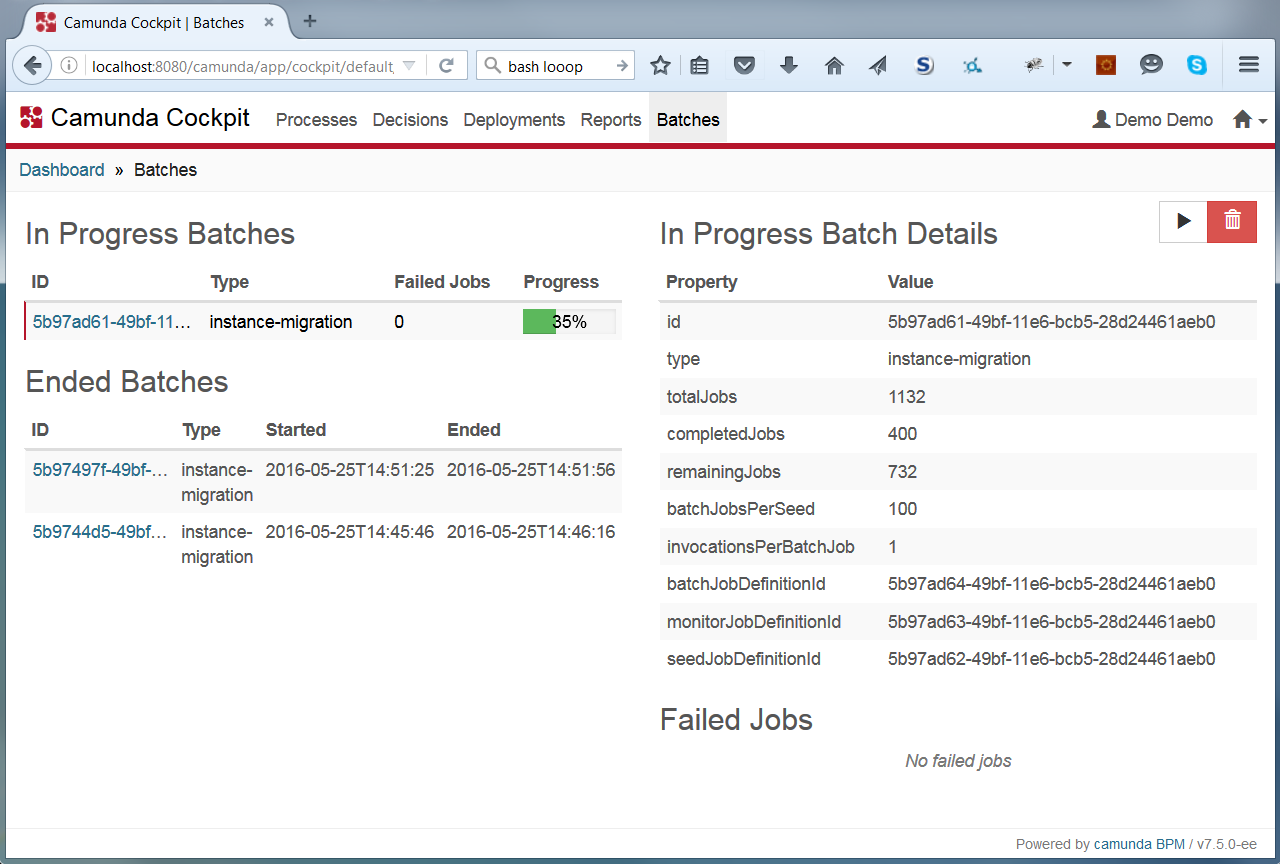 Camunda Cockpit | Batches
localhost:8080/camunda/app/cockpit/default,
bash looop
Camunda Cockpit Processes Decisions Deployments Reports Batches Demo Demo
Dashboard » Batches
In Progress Batches
ID Type Failed Jobs Progress
5b97ad61-49bf-11... instance-migration 0 35%
Ended Batches
ID Type Started Ended
5b97497f-49bf-... instance-migration 2016-05-25T14:51:25 2016-05-25T14:51:56
5b9744d5-49bf... instance-migration 2016-05-25T14:45:46 2016-05-25T14:46:16
In Progress Batch Details
Property Value
id 5b97ad61-49bf-11e6-bcb5-28d24461aeb0
type instance-migration
totalJobs 1132
completedJobs 400
remainingJobs 732
batchJobsPerSeed 100
invocationsPerBatchJob 1
batchJobDefinitionId 5b97ad64-49bf-11e6-bcb5-28d24461aeb0
monitorJobDefinitionId 5b97ad63-49bf-11e6-bcb5-28d24461aeb0
seedJobDefinitionId 5b97ad62-49bf-11e6-bcb5-28d24461aeb0
Failed Jobs
No failed jobs
Powered by camunda BPM / v7.5.0-ee